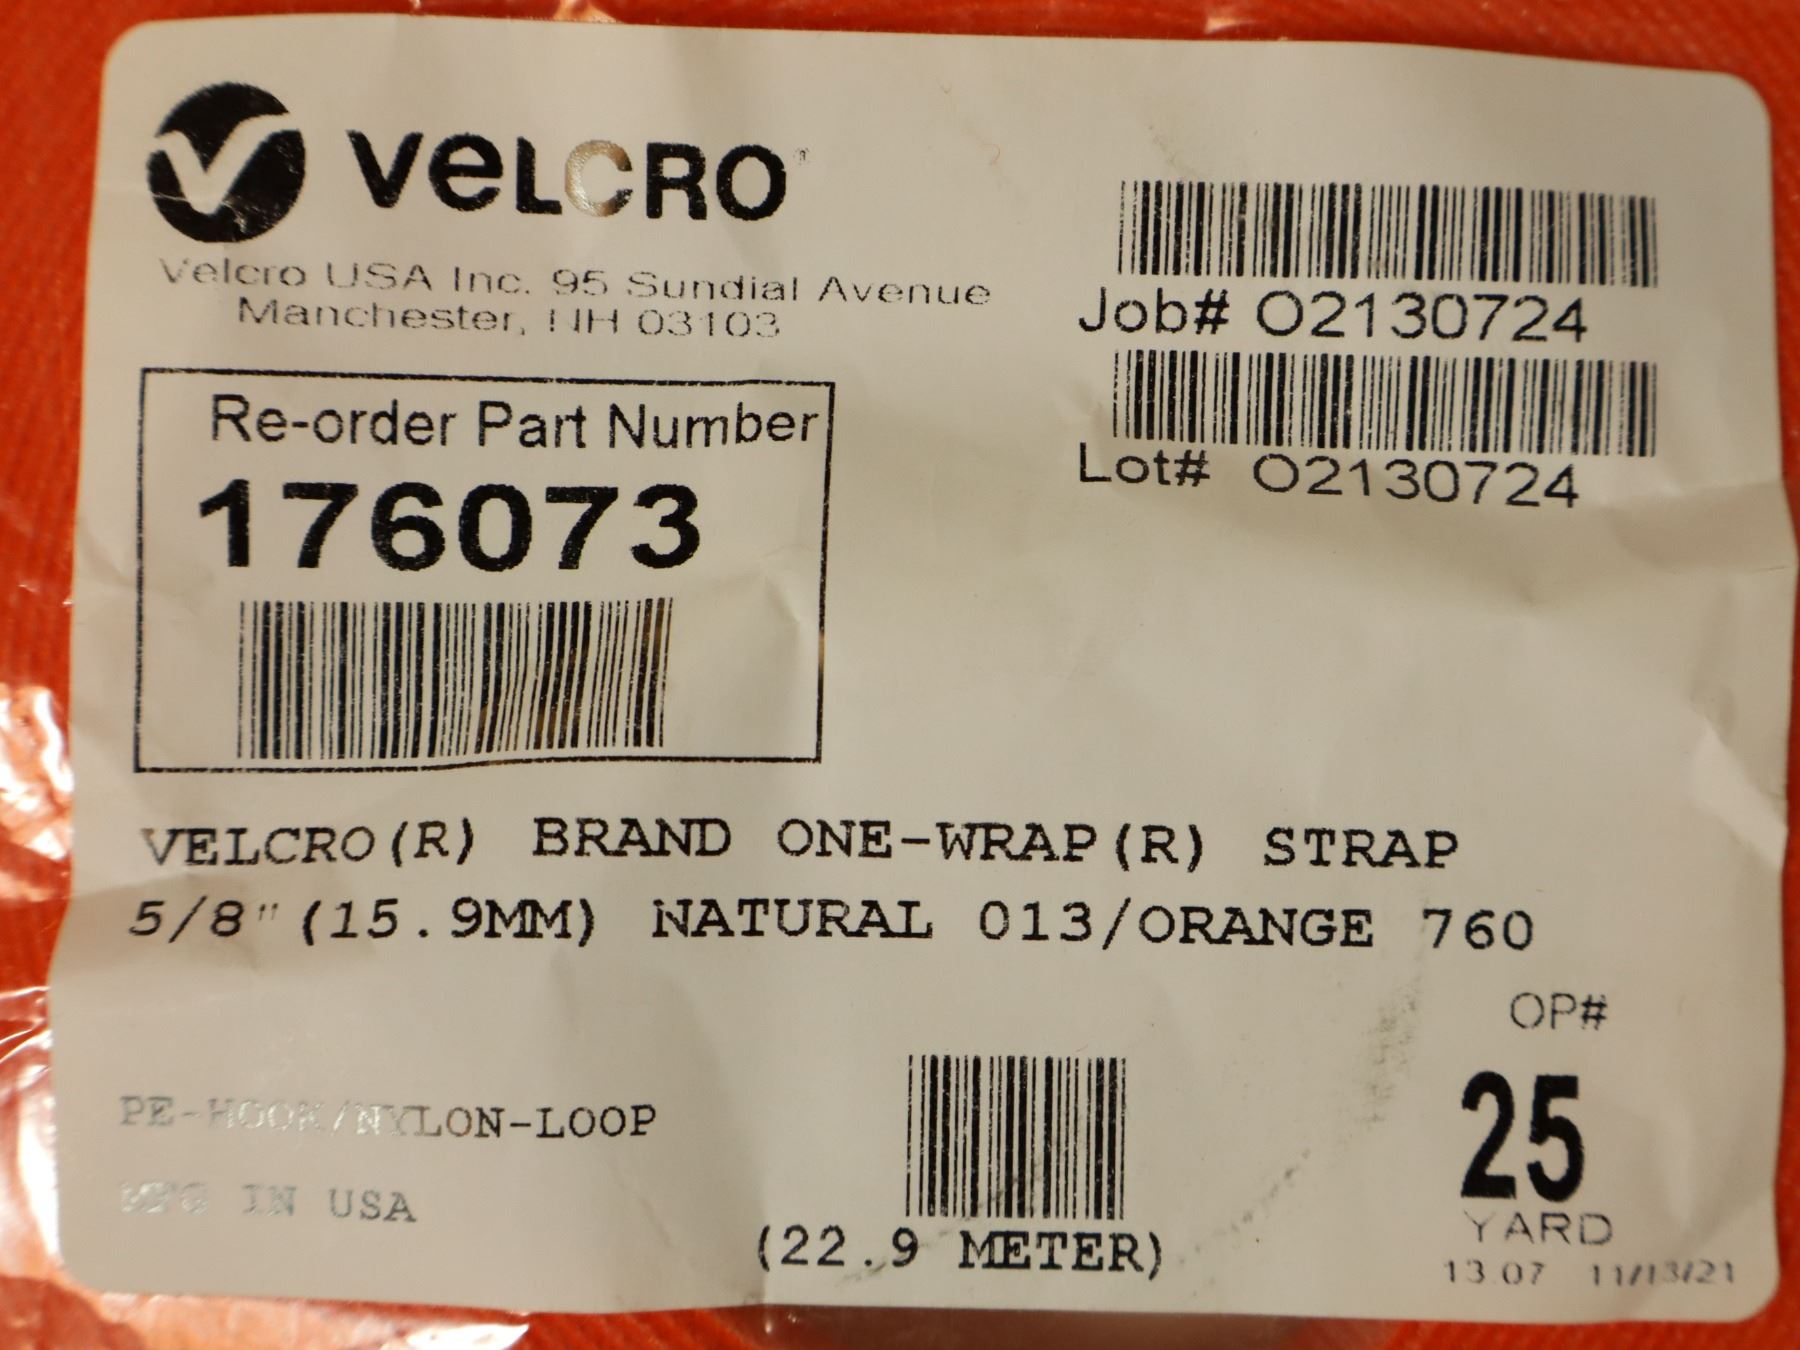 VELCRO®
Velcro USA Inc. 95 Sundial Avenue
Manchester, NH 03103
Job# O2130724
Lot# O2130724
Re-order Part Number
176073
VELCRO(R) BRAND ONE-WRAP(R) STRAP
5/8"(15.9MM) NATURAL 013/ORANGE 760
OP#
25
YARD
PE-HOOK/NYLON-LOOP
MFG IN USA
(22.9 METER)
13.07 11/13/21